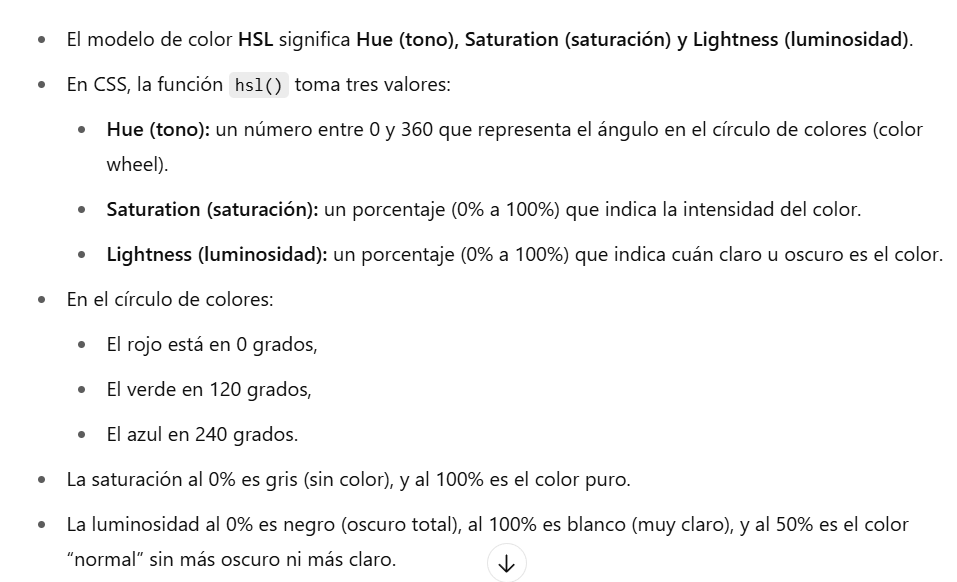 El modelo de color HSL significa Hue (tono), Saturation (saturación) y Lightness (luminosidad).
En CSS, la función hsl() toma tres valores:
Hue (tono): un número entre 0 y 360 que representa el ángulo en el círculo de colores (color
wheel).
Saturation (saturación): un porcentaje (0% a 100%) que indica la intensidad del color.
Lightness (luminosidad): un porcentaje (0% a 100%) que indica cuán claro u oscuro es el color.
En el círculo de colores:
El rojo está en 0 grados,
El verde en 120 grados,
El azul en 240 grados.
La saturación al 0% es gris (sin color), y al 100% es el color puro.
La luminosidad al 0% es negro (oscuro total), al 100% es blanco (muy claro), y al 50% es el color
“normal” sin más oscuro ni más claro.